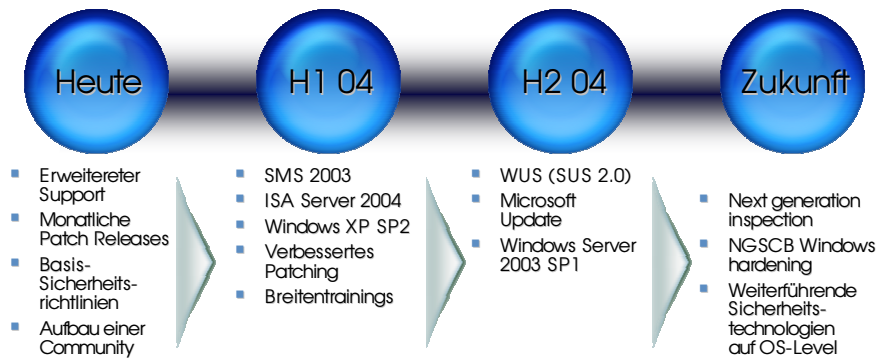 Heute
H1 04
H2 04
Zukunft
Erweitereter
Support
Monatliche
Patch Releases
Basis-
Sicherheits-
richtlinien
Aufbau einer
Community
SMS 2003
ISA Server 2004
Windows XP SP2
Verbessertes
Patching
Breitentrainings
WUS (SUS 2.0)
Microsoft
Update
Windows Server
2003 SP1
Next generation
inspection
NGSCB Windows
hardening
Weiterführende
Sicherheits-
technologien
auf OS-Level